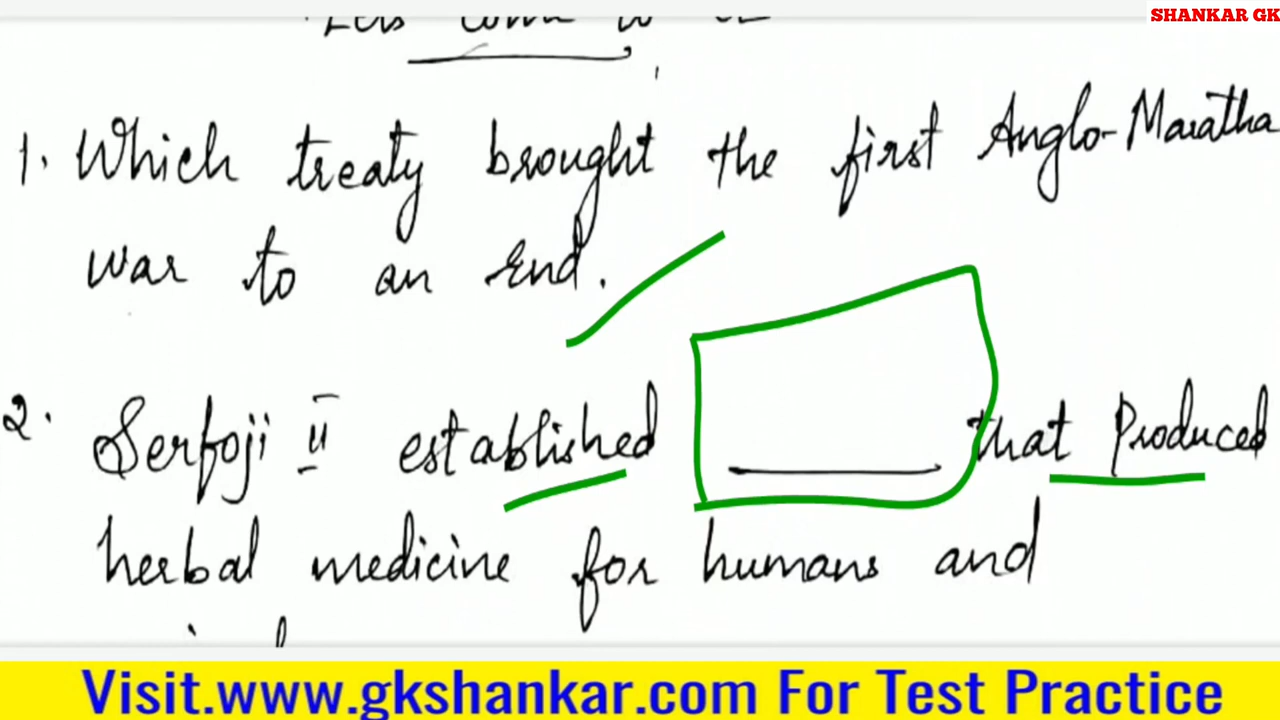 SHANKAR GK
1. Which treaty brought the first Anglo-Maratha
war to an end.
2. Serfoji II established ________ that produced
herbal medicine for humans and
Visit.www.gkshankar.com For Test Practice